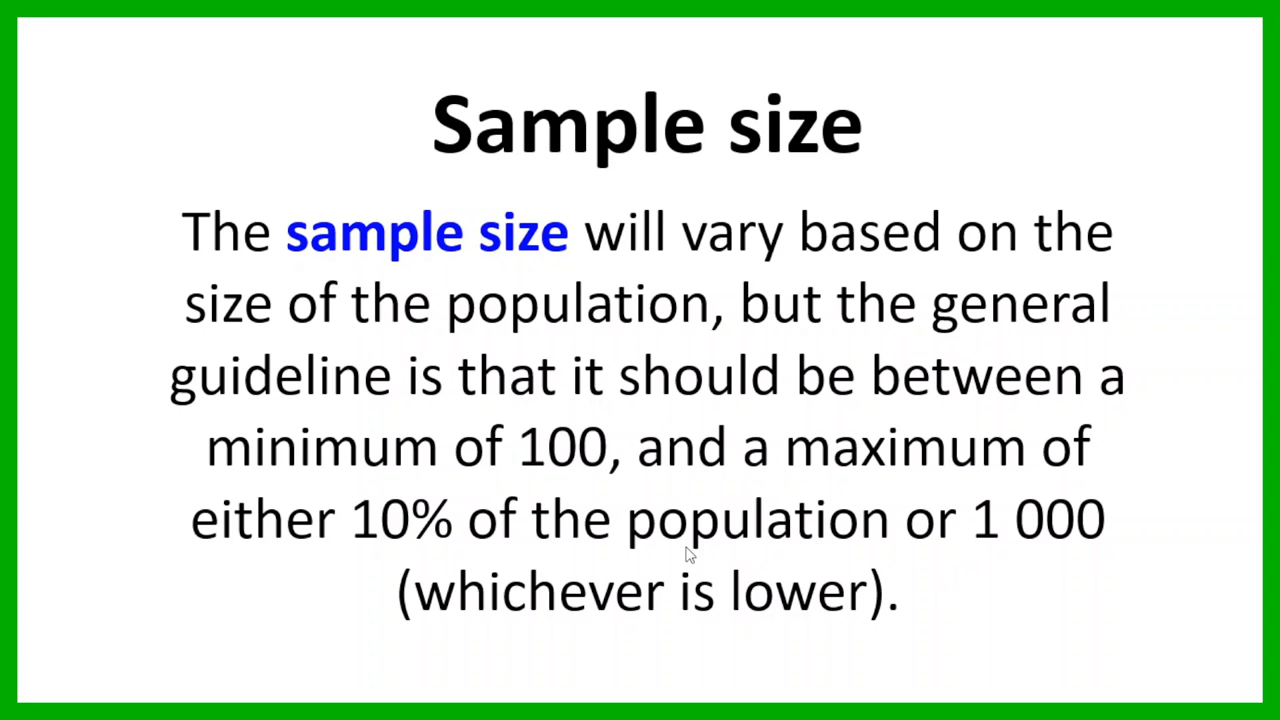 Sample size
The sample size will vary based on the
size of the population, but the general
guideline is that it should be between a
minimum of 100, and a maximum of
either 10% of the population or 1 000
(whichever is lower).